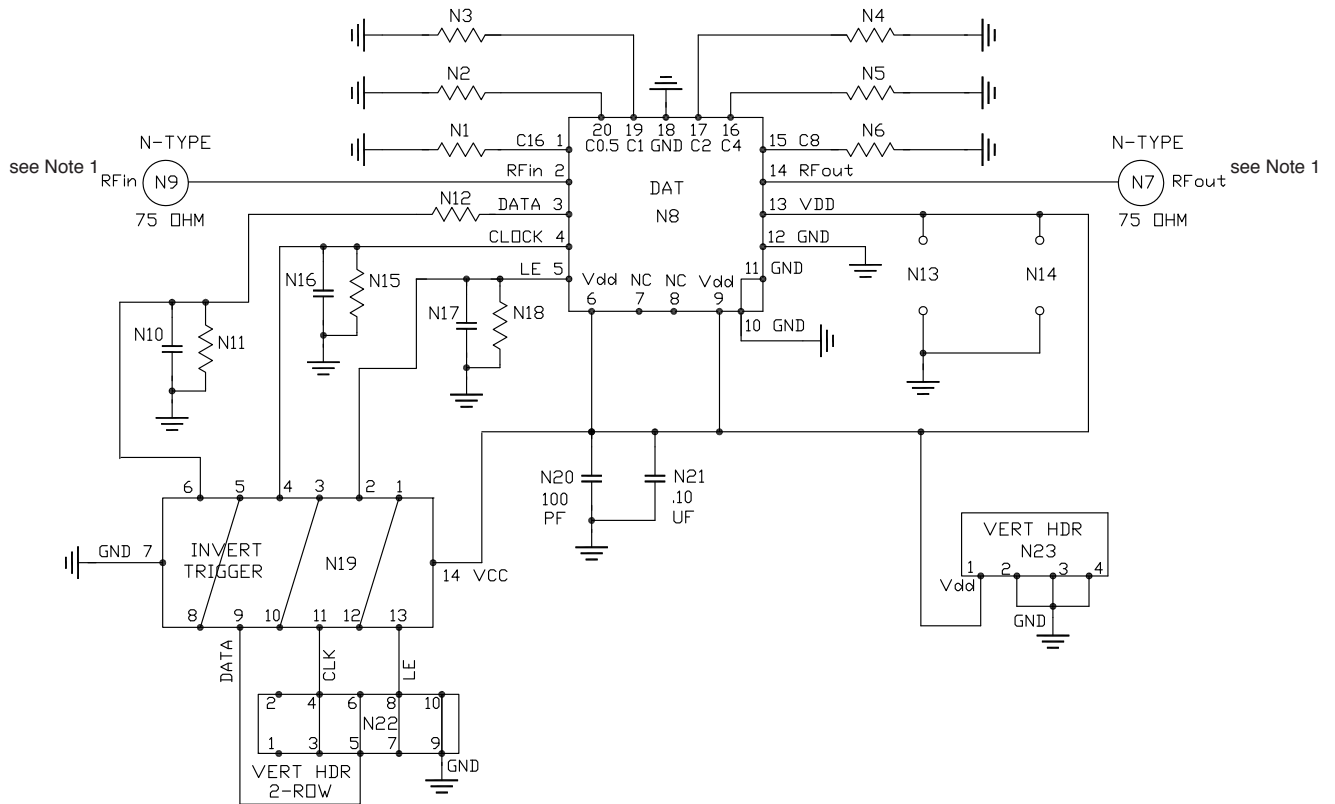 N3
N4
N2
N5
N1
C16 1
20 19 18 17 16
C0.5 C1 GND C2 C4
15 C8
N6
N-TYPE
N-TYPE
see Note 1
RFin
N9
75 OHM
RFin 2
DAT
N8
14 RFout
N7
RFout
see Note 1
75 OHM
N12
DATA 3
13 VDD
CLOCK 4
12 GND
N16
N15
LE 5
11
GND
N13
N14
Vdd NC NC Vdd
6 7 8 9
10 GND
N17
N18
N10
N11
N20
100
PF
N21
.10
UF
6 5 4 3 2 1
GND 7
INVERT
TRIGGER
N19
14 VCC
8 9 10 11 12 13
VERT HDR
N23
1 2 3 4
Vdd
GND
DATA
CLK
LE
2 4 6 8 10
N22
1 3 5 7 9
GND
VERT HDR
2-ROW